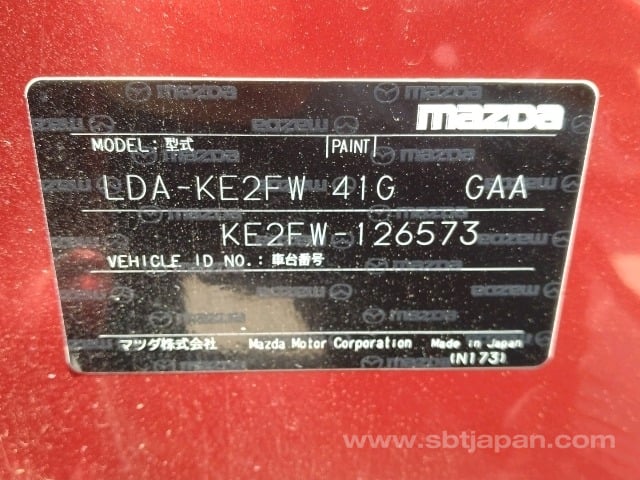 mazda
MODEL: 型式 PAINT
LDA-KE2FW 41G GAA
KE2FW-126573
VEHICLE ID NO.: 車台番号
マツダ株式会社 Mazda Motor Corporation Made in Japan
(N173)
www.sbtjapan.com